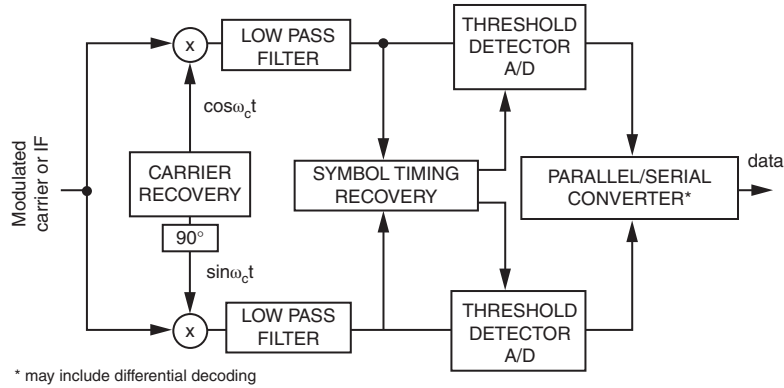 x
LOW PASS
FILTER
THRESHOLD
DETECTOR
A/D
cosω_ct
Modulated
carrier or IF
CARRIER
RECOVERY
SYMBOL TIMING
RECOVERY
PARALLEL/SERIAL
CONVERTER*
data
90°
sinω_ct
x
LOW PASS
FILTER
THRESHOLD
DETECTOR
A/D
* may include differential decoding